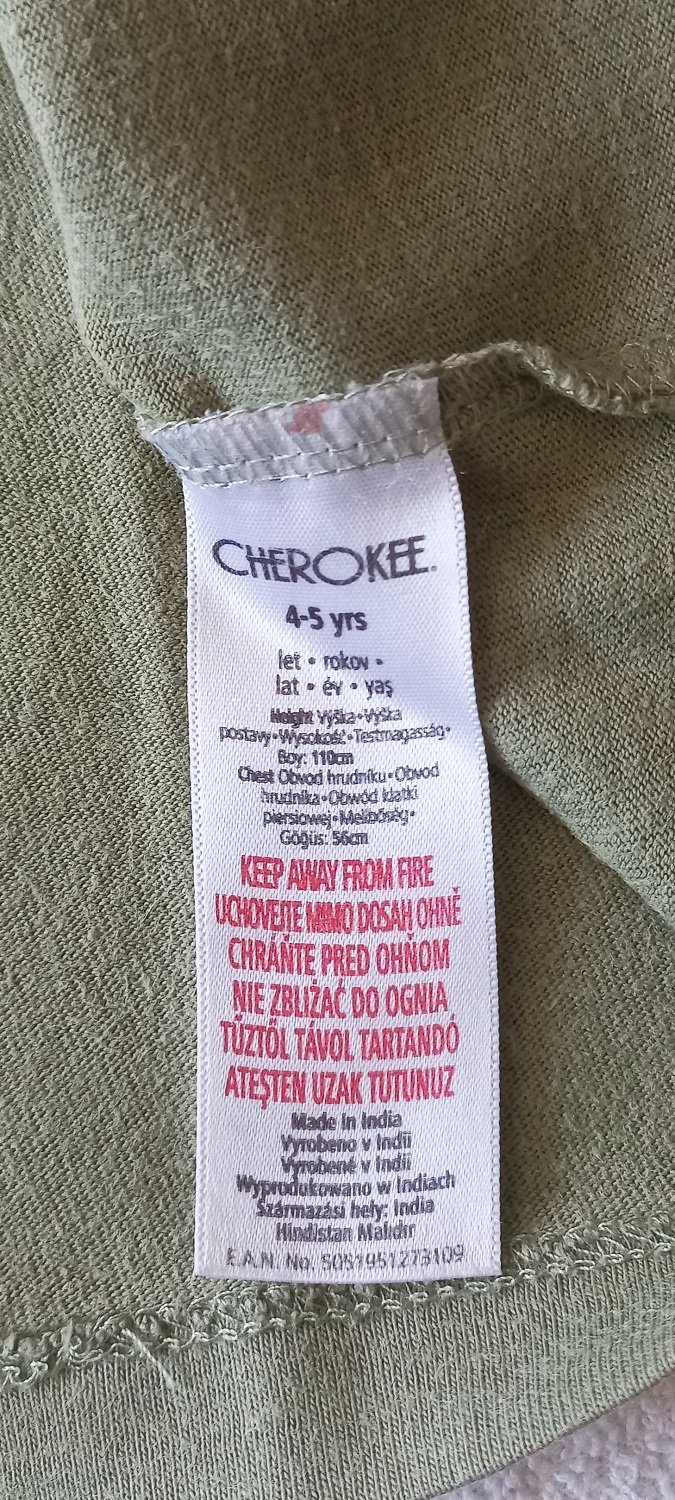 CHEROKEE.
4-5 yrs
let • rokov •
lat • év • yaş
Height Výška•Výška
postavy•Wysokość•Testmagasság•
Boy: 110cm
Chest Obvod hrudníku•Obvod
hrudníka•Obwód klatki
piersiowej•Mellbőség•
Göğüs: 56cm
KEEP AWAY FROM FIRE
UCHOVEJTE MIMO DOSAH OHNĚ
CHRÁŇTE PRED OHŇOM
NIE ZBLIŻAĆ DO OGNIA
TŰZTŐL TÁVOL TARTANDÓ
ATEŞTEN UZAK TUTUNUZ
Made In India
Vyrobeno v Indii
Vyrobené v Indii
Wyprodukowano w Indiach
Származási hely: India
Hindistan Malıdır
E.A.N. No. 5051951273109